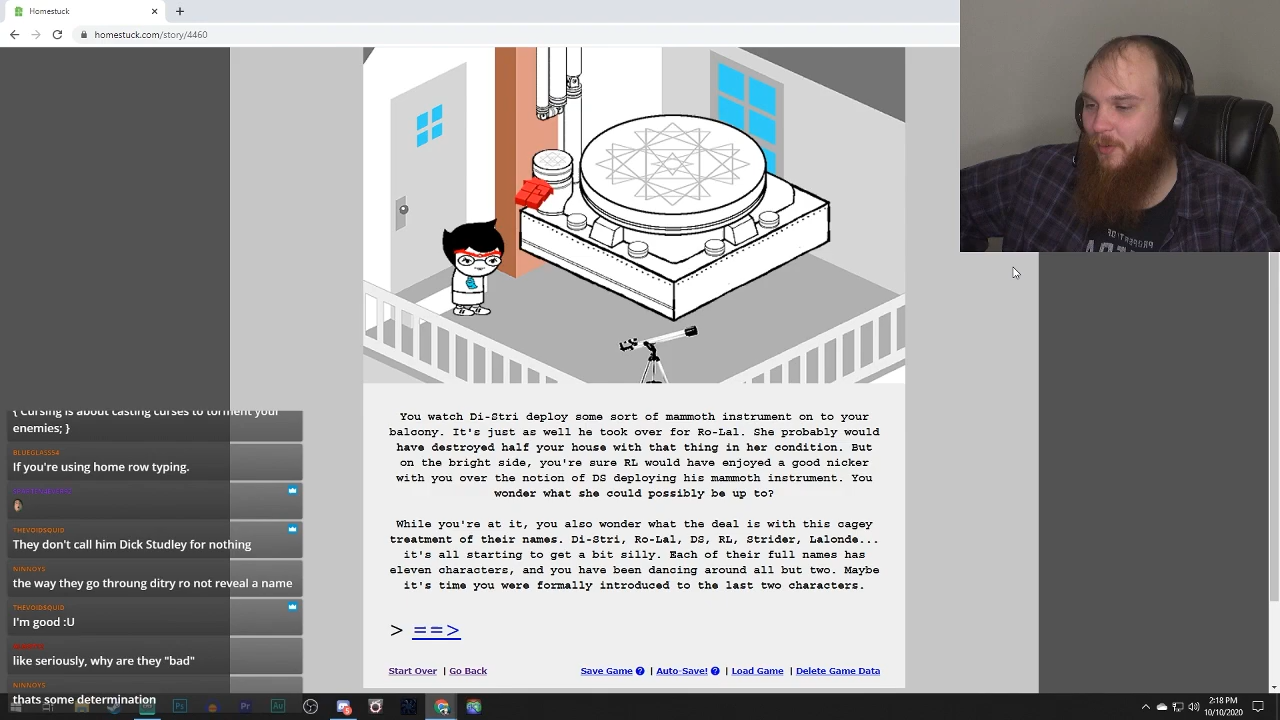 Homestuck
homestuck.com/story/4460
You watch Di-Stri deploy some sort of mammoth instrument on to your
balcony. It's just as well he took over for Ro-Lal. She probably would
have destroyed half your house with that thing in her condition. But
on the bright side, you're sure RL would have enjoyed a good nicker
with you over the notion of DS deploying his mammoth instrument. You
wonder what she could possibly be up to?
While you're at it, you also wonder what the deal is with this cagey
treatment of their names. Di-Stri, Ro-Lal, DS, RL, Strider, Lalonde...
it's all starting to get a bit silly. Each of their full names has
eleven characters, and you have been dancing around all but two. Maybe
it's time you were formally introduced to the last two characters.
> ==>
Start Over | Go Back Save Game ? | Auto-Save! ? | Load Game | Delete Game Data
{ Cursing is about casting curses to torment your
enemies; }
BLUEGLASS54
If you're using home row typing.
THEVOIDSQUID
They don't call him Dick Studley for nothing
NINNOYS
the way they go throung ditry ro not reveal a name
THEVOIDSQUID
I'm good :U
like seriously, why are they "bad"
NINNOYS
thats some determination
2:18 PM
10/10/2020